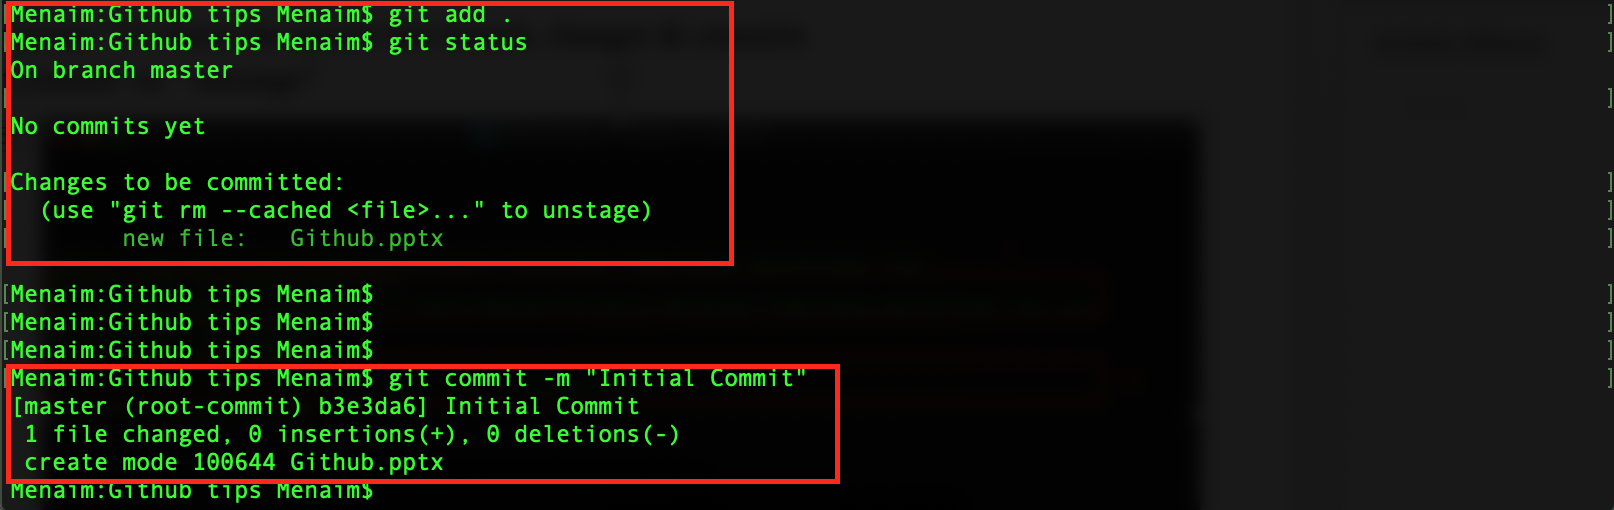 Menaim:Github tips Menaim$ git add .
Menaim:Github tips Menaim$ git status
On branch master
No commits yet
Changes to be committed:
(use "git rm --cached <file>..." to unstage)
new file:   Github.pptx
Menaim:Github tips Menaim$
Menaim:Github tips Menaim$
Menaim:Github tips Menaim$
Menaim:Github tips Menaim$ git commit -m "Initial Commit"
[master (root-commit) b3e3da6] Initial Commit
1 file changed, 0 insertions(+), 0 deletions(-)
create mode 100644 Github.pptx
Menaim:Github tips Menaim$